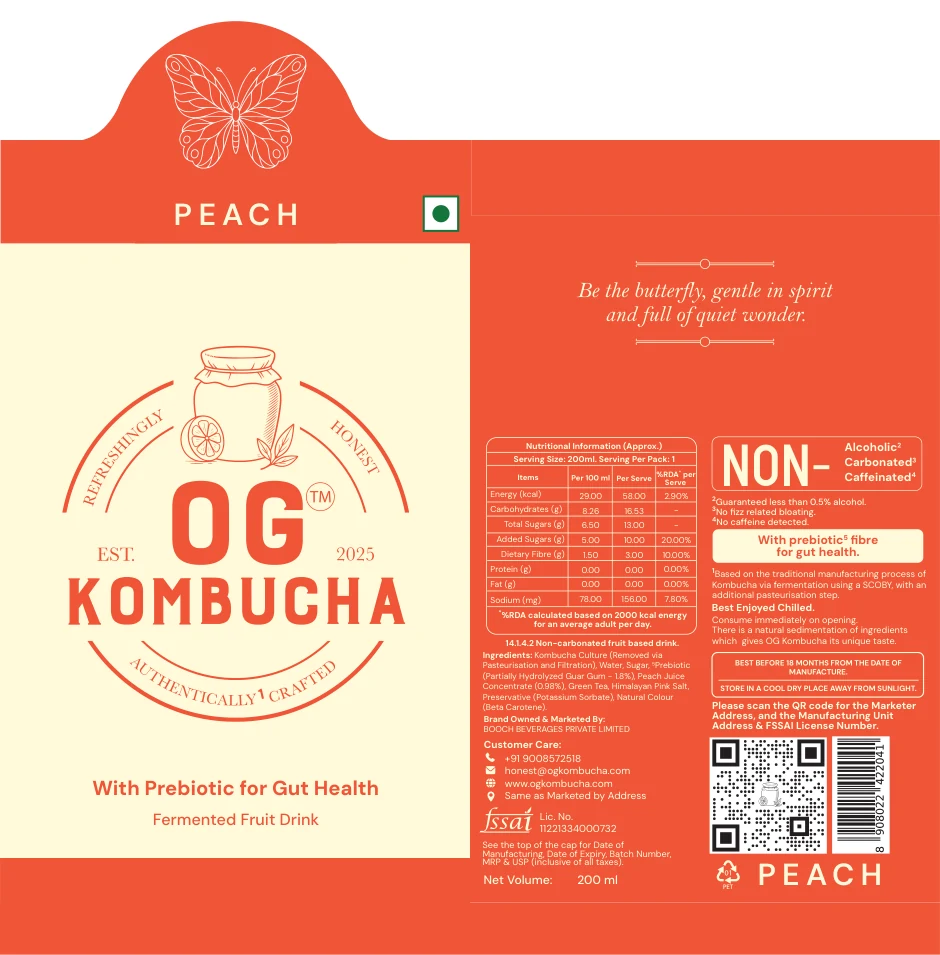 PEACH
REFRESHINGLY
HONEST
OG TM
EST.
2025
KOMBUCHA
AUTHENTICALLY¹ CRAFTED
With Prebiotic for Gut Health
Fermented Fruit Drink
Be the butterfly, gentle in spirit
and full of quiet wonder.
Nutritional Information (Approx.)
Serving Size: 200ml. Serving Per Pack: 1
Items Per 100 ml Per Serve %RDA* per Serve
Energy (kcal) 29.00 58.00 2.90%
Carbohydrates (g) 8.26 16.53 -
Total Sugars (g) 6.50 13.00 -
Added Sugars (g) 5.00 10.00 20.00%
Dietary Fibre (g) 1.50 3.00 10.00%
Protein (g) 0.00 0.00 0.00%
Fat (g) 0.00 0.00 0.00%
Sodium (mg) 78.00 156.00 7.80%
*%RDA calculated based on 2000 kcal energy
for an average adult per day.
14.1.4.2 Non-carbonated fruit based drink.
Ingredients: Kombucha Culture (Removed via
Pasteurisation and Filtration), Water, Sugar, ⁵Prebiotic
(Partially Hydrolyzed Guar Gum - 1.8%), Peach Juice
Concentrate (0.98%), Green Tea, Himalayan Pink Salt,
Preservative (Potassium Sorbate), Natural Colour
(Beta Carotene).
Brand Owned & Marketed By:
BOOCH BEVERAGES PRIVATE LIMITED
Customer Care:
+91 9008572518
honest@ogkombucha.com
www.ogkombucha.com
Same as Marketed by Address
fssai
Lic. No.
11221334000732
See the top of the cap for Date of
Manufacturing, Date of Expiry, Batch Number,
MRP & USP (inclusive of all taxes).
Net Volume: 200 ml
NON-
Alcoholic²
Carbonated³
Caffeinated⁴
²Guaranteed less than 0.5% alcohol.
³No fizz related bloating.
⁴No caffeine detected.
With prebiotic⁵ fibre
for gut health.
¹Based on the traditional manufacturing process of
Kombucha via fermentation using a SCOBY, with an
additional pasteurisation step.
Best Enjoyed Chilled.
Consume immediately on opening.
There is a natural sedimentation of ingredients
which gives OG Kombucha its unique taste.
BEST BEFORE 18 MONTHS FROM THE DATE OF
MANUFACTURE.
STORE IN A COOL DRY PLACE AWAY FROM SUNLIGHT.
Please scan the QR code for the Marketer
Address, and the Manufacturing Unit
Address & FSSAI License Number.
8 908022 422041
01
PET
PEACH